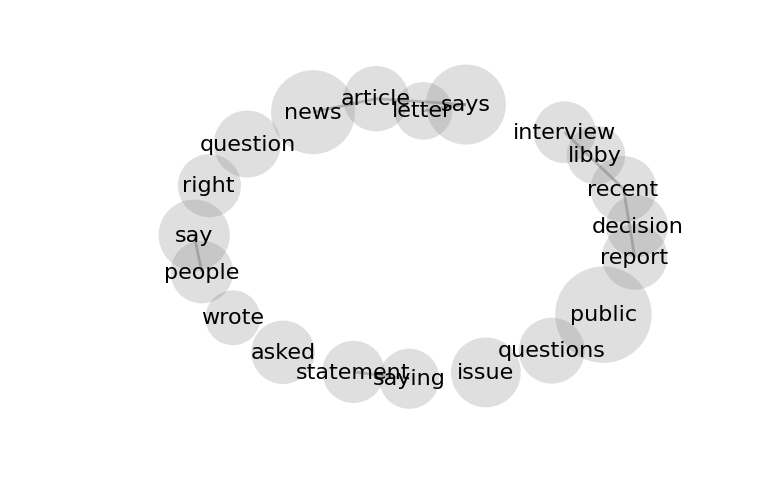 article
says
news
letter
interview
question
libby
right
recent
decision
say
report
people
public
wrote
questions
asked
statement
issue
saying